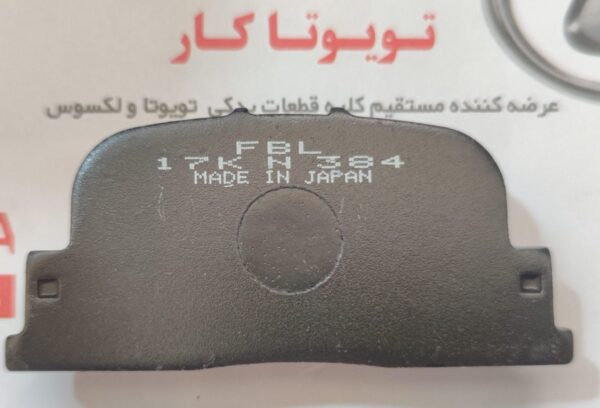 تویوتا کار
عرضه کننده مستقیم کلیه قطعات یدکی تویوتا و لکسوس
FBL
17K N 384
MADE IN JAPAN